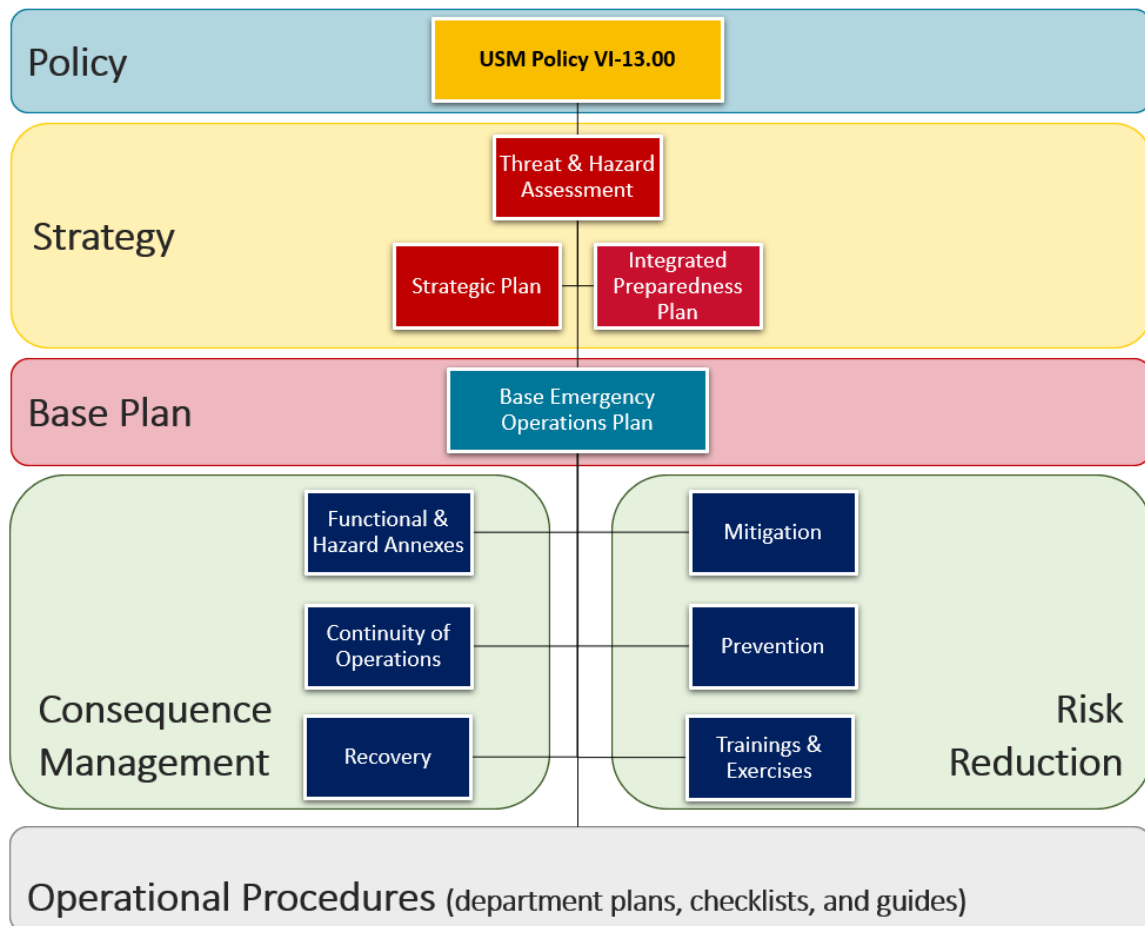 Policy
USM Policy VI-13.00
Strategy
Threat & Hazard
Assessment
Strategic Plan
Integrated
Preparedness
Plan
Base Plan
Base Emergency
Operations Plan
Consequence
Management
Functional &
Hazard Annexes
Continuity of
Operations
Recovery
Risk
Reduction
Mitigation
Prevention
Trainings &
Exercises
Operational Procedures (department plans, checklists, and guides)